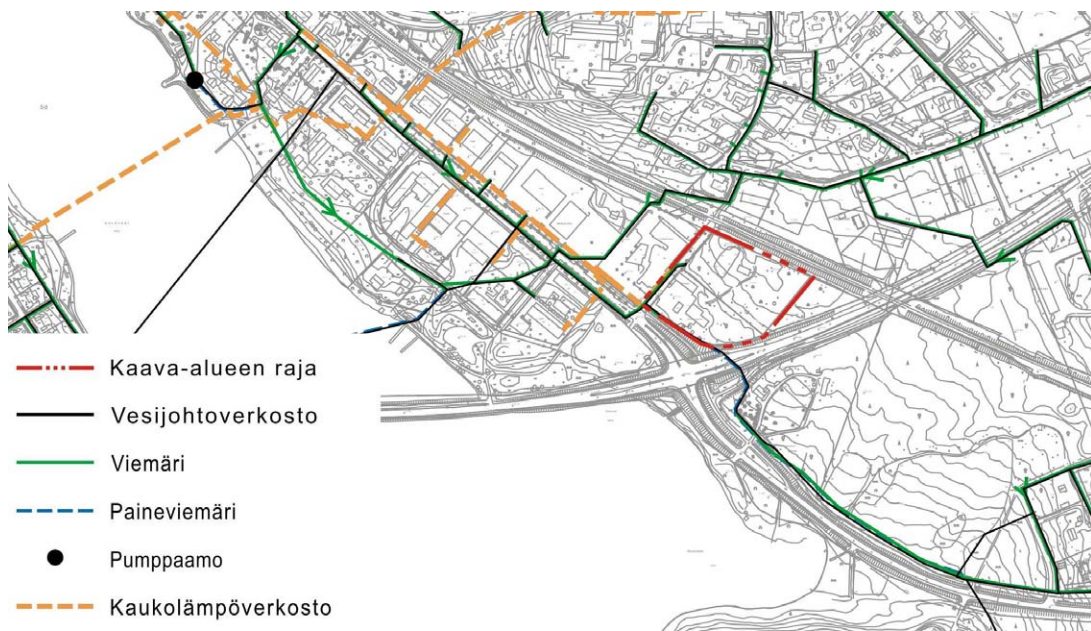 Kaava-alueen raja
Vesijohtoverkosto
Viemäri
Paineviemäri
Pumppaamo
Kaukolämpöverkosto